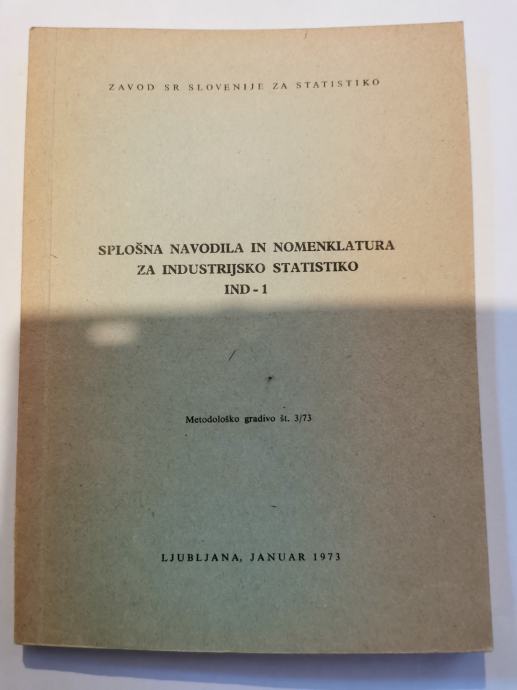 ZAVOD SR SLOVENIJE ZA STATISTIKO
SPLOŠNA NAVODILA IN NOMENKLATURA
ZA INDUSTRIJSKO STATISTIKO
IND - 1
Metodološko gradivo št. 3/73
LJUBLJANA, JANUAR 1973